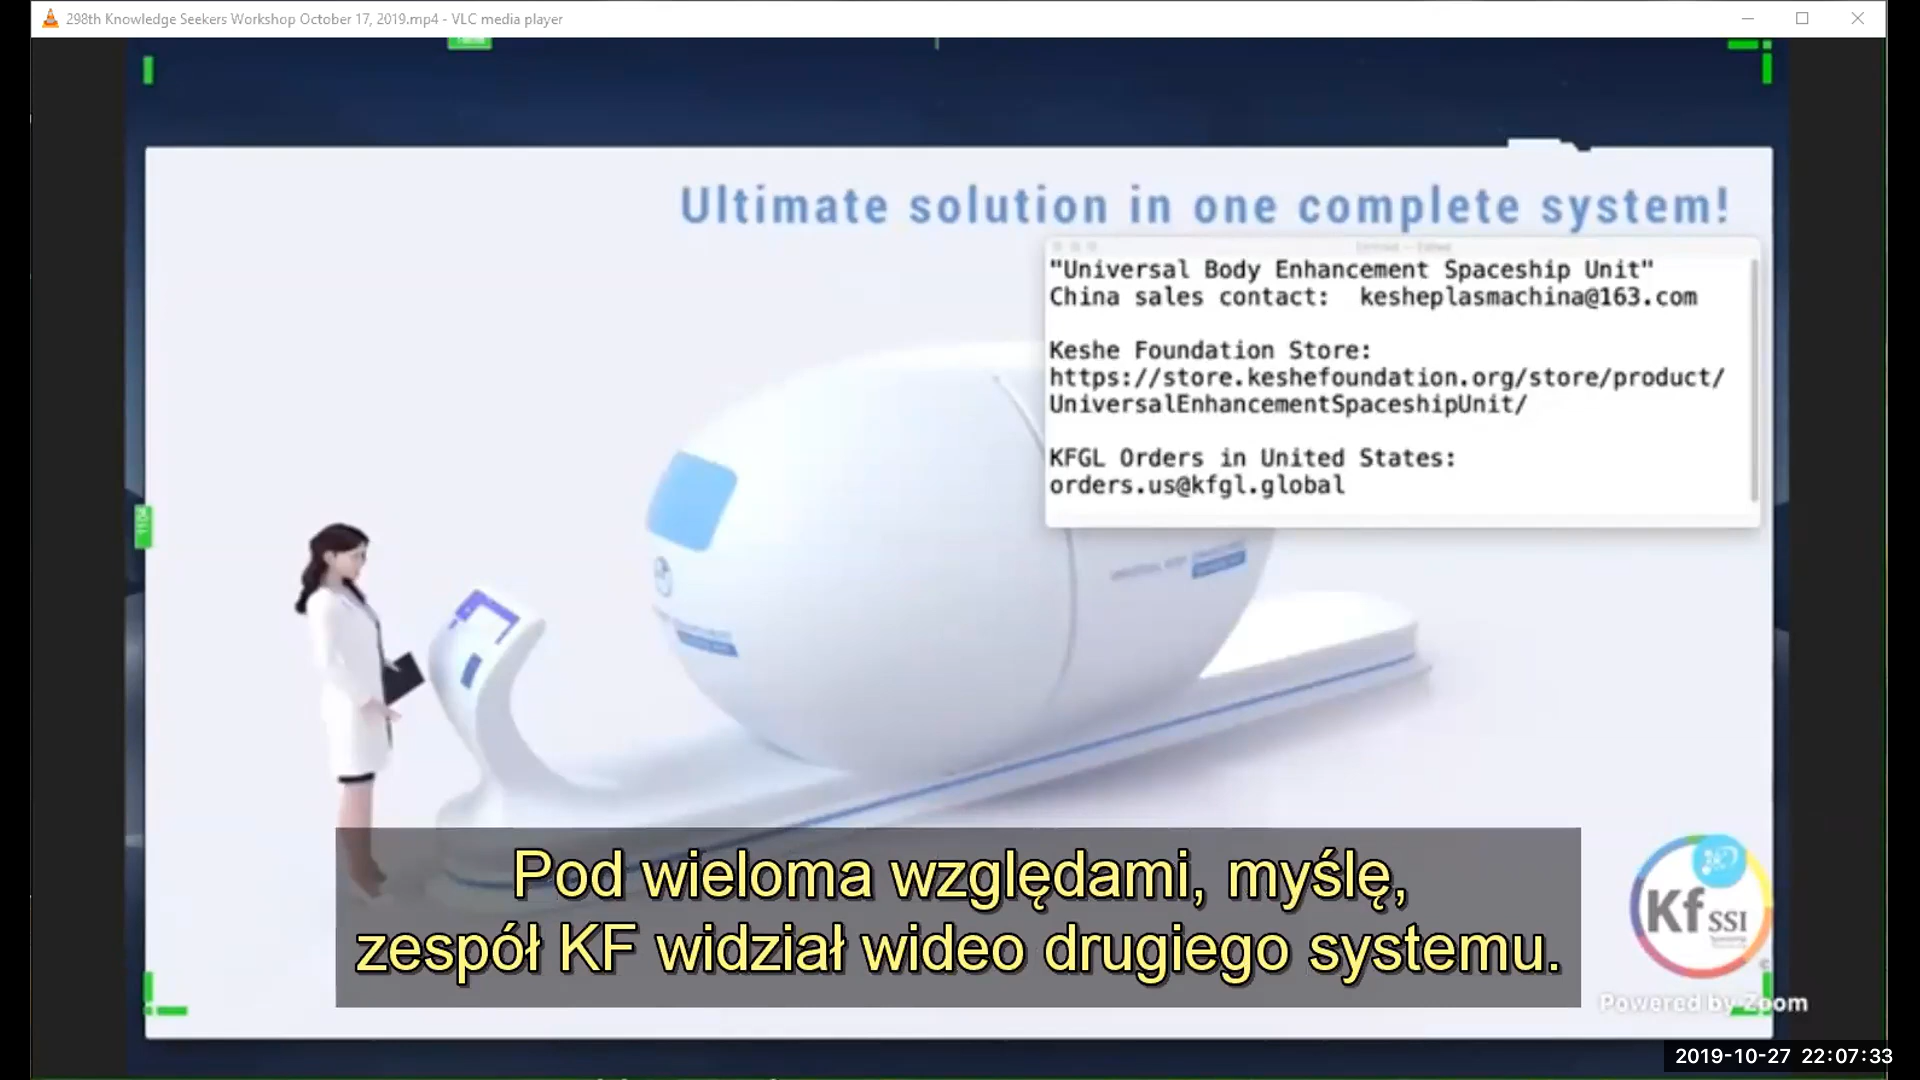 298th Knowledge Seekers Workshop October 17, 2019.mp4 - VLC media player
Ultimate solution in one complete system!
"Universal Body Enhancement Spaceship Unit"
China sales contact:  kesheplasmachina@163.com
Keshe Foundation Store:
https://store.keshefoundation.org/store/product/
UniversalEnhancementSpaceshipUnit/
KFGL Orders in United States:
orders.us@kfgl.global
Pod wieloma względami, myślę,
zespół KF widział wideo drugiego systemu.
Kf SSI
Powered by Zoom
2019-10-27 22:07:33